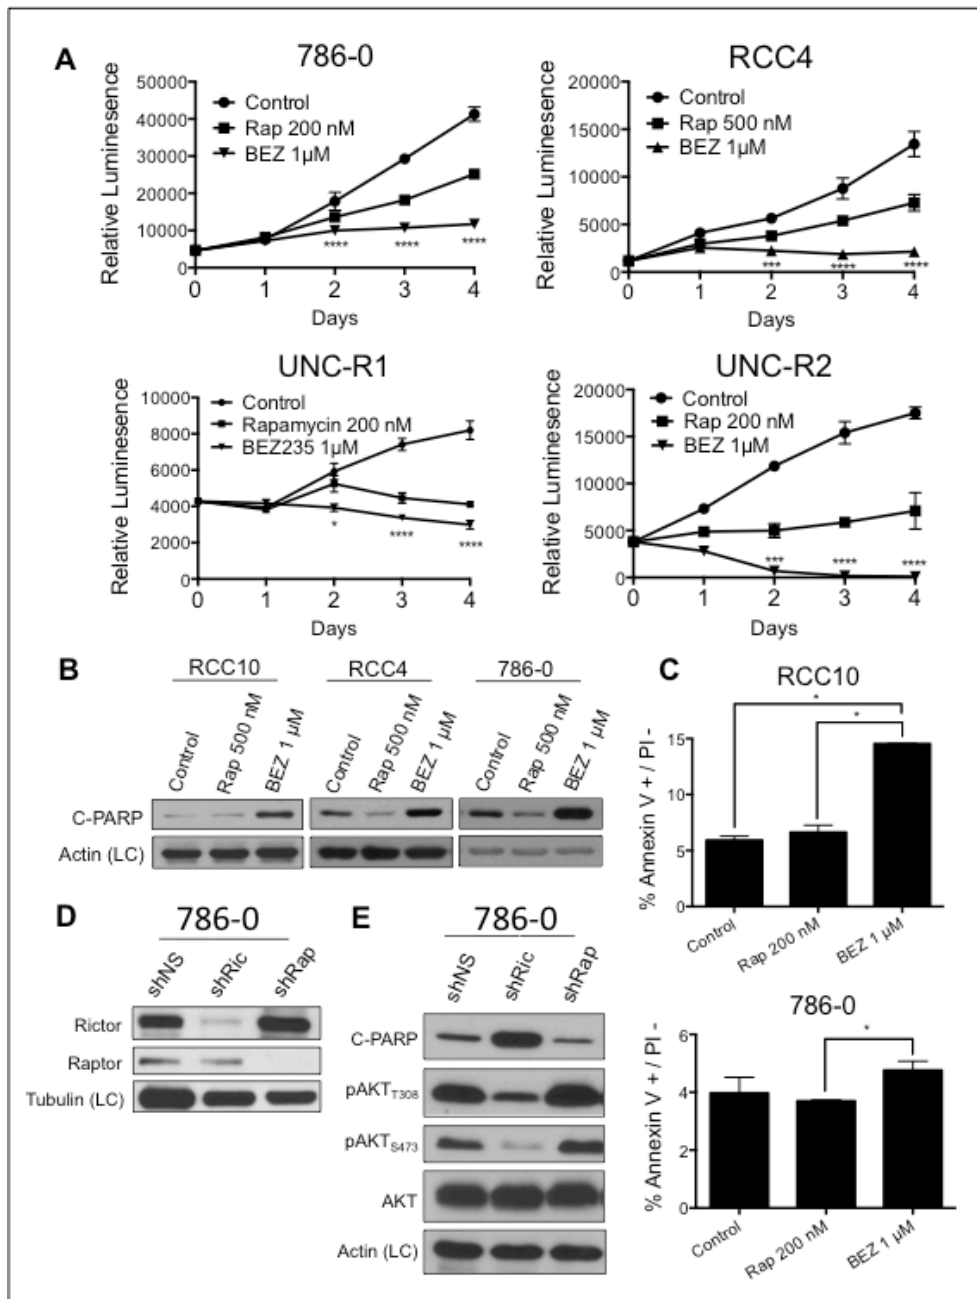 A
786-0
Relative Luminesence
50000
40000
30000
20000
10000
0
Control
Rap 200 nM
BEZ 1µM
**** **** ****
0 1 2 3 4
Days
RCC4
Relative Luminesence
20000
15000
10000
5000
0
Control
Rap 500 nM
BEZ 1µM
*** **** ****
0 1 2 3 4
Days
UNC-R1
Relative Luminesence
10000
8000
6000
4000
2000
0
Control
Rapamycin 200 nM
BEZ235 1µM
* **** ****
0 1 2 3 4
Days
UNC-R2
Relative Luminesence
20000
15000
10000
5000
0
Control
Rap 200 nM
BEZ 1µM
*** **** ****
0 1 2 3 4
Days
B
RCC10 RCC4 786-0
Control Rap 500 nM BEZ 1 µM Control Rap 500 nM BEZ 1 µM Control Rap 500 nM BEZ 1 µM
C-PARP
Actin (LC)
C
RCC10
% Annexin V + / PI -
*
*
15
10
5
0
Control Rap 200 nM BEZ 1 µM
786-0
% Annexin V + / PI -
*
6
4
2
0
Control Rap 200 nM BEZ 1 µM
D
786-0
shNS shRic shRap
Rictor
Raptor
Tubulin (LC)
E
786-0
shNS shRic shRap
C-PARP
pAKTT308
pAKTS473
AKT
Actin (LC)